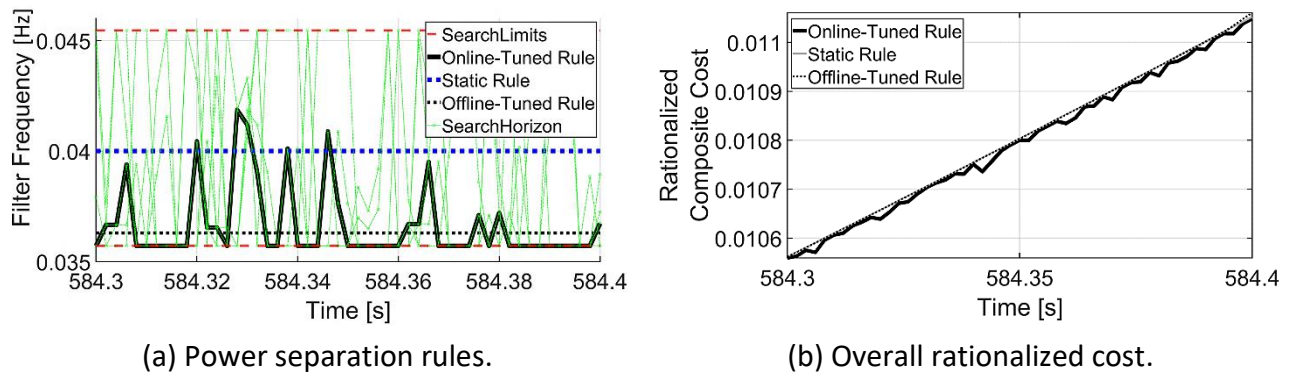 Filter Frequency [Hz]
0.045
0.04
0.035
SearchLimits
Online-Tuned Rule
Static Rule
Offline-Tuned Rule
SearchHorizon
584.3
584.32
584.34
584.36
584.38
584.4
Time [s]
(a) Power separation rules.
Rationalized
Composite Cost
0.011
0.0109
0.0108
0.0107
0.0106
Online-Tuned Rule
Static Rule
Offline-Tuned Rule
584.3
584.35
584.4
Time [s]
(b) Overall rationalized cost.